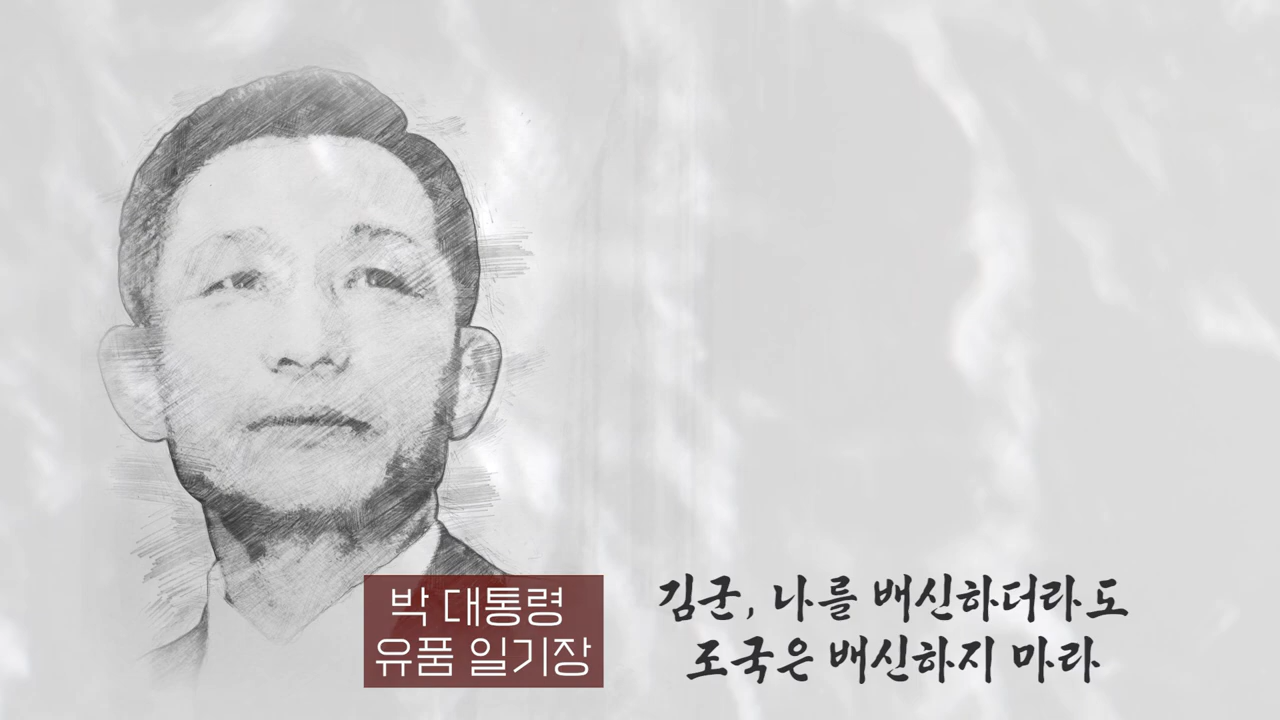 박 대통령
유품 일기장
김군, 나를 배신하더라도
조국은 배신하지 마라